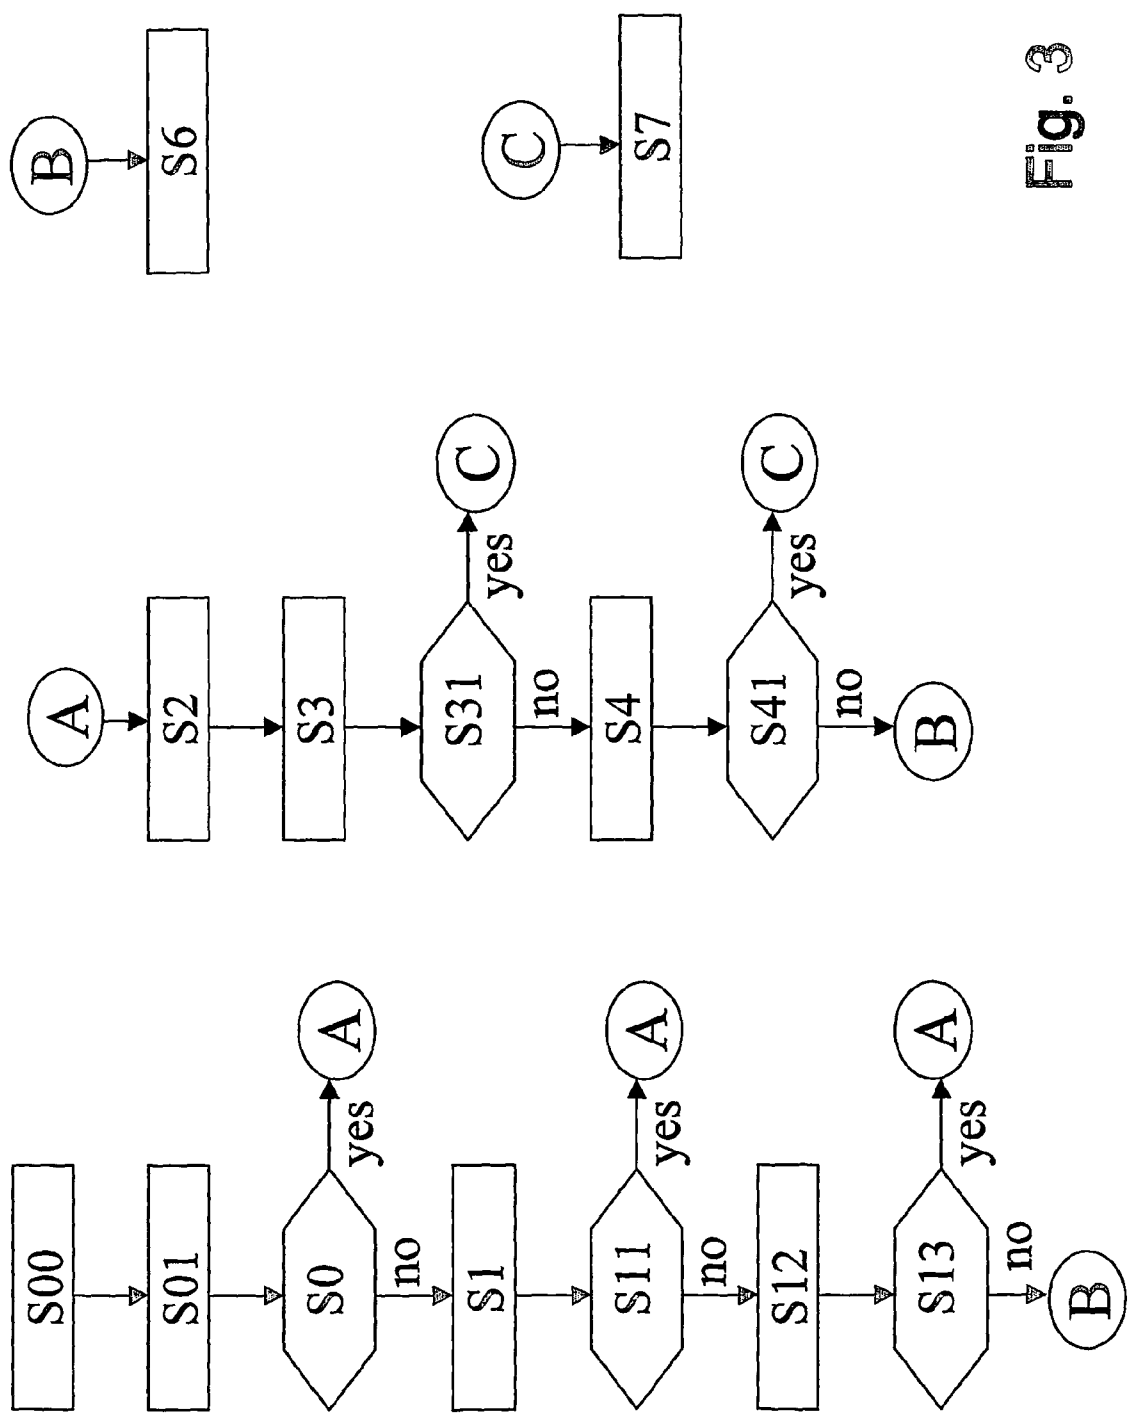 S00
S01
S0
yes
A
no
S1
S11
yes
A
no
S12
S13
yes
A
no
B
A
S2
S3
S31
yes
C
no
S4
S41
yes
C
no
B
B
S6
C
S7
Fig. 3